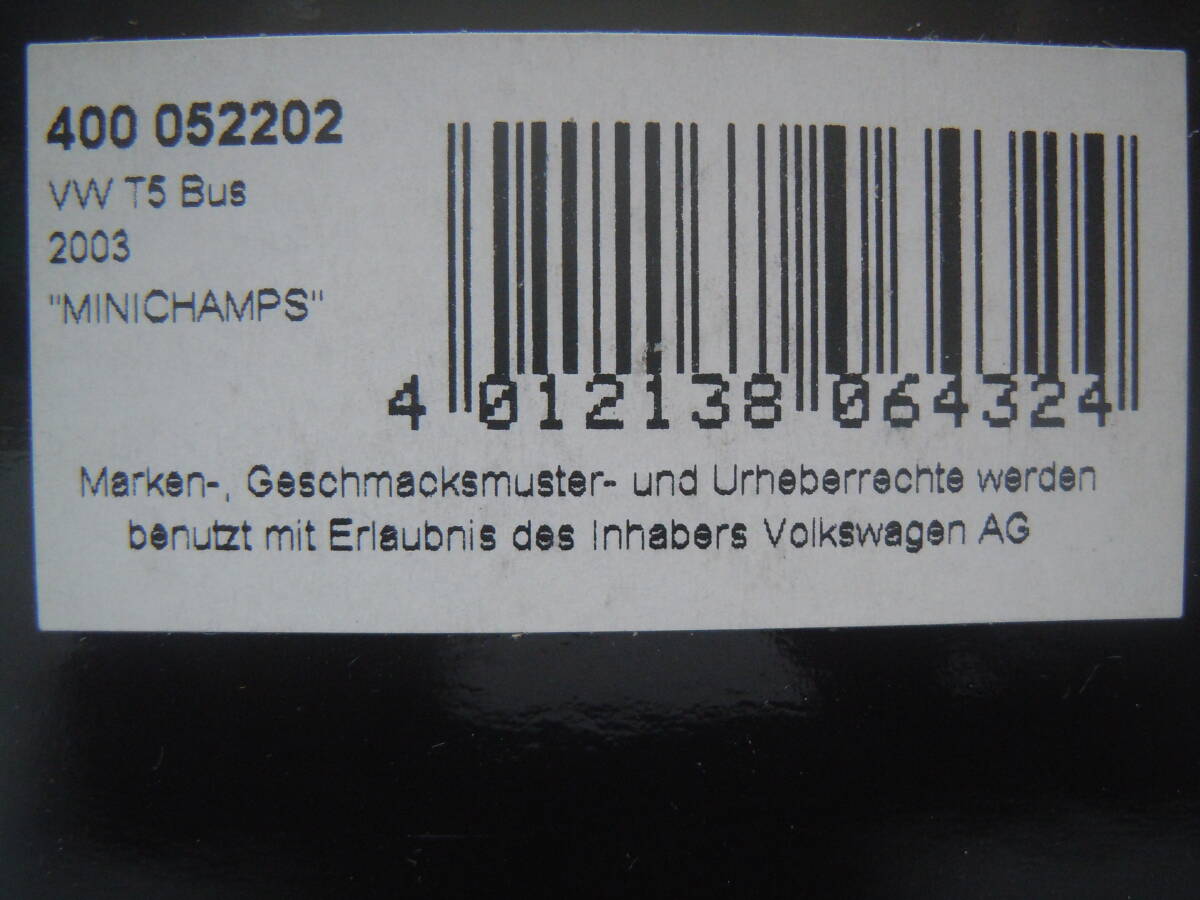 400 052202
VW T5 Bus
2003
"MINICHAMPS"
4 012138 064324
Marken-, Geschmacksmuster- und Urheberrechte werden
benutzt mit Erlaubnis des Inhabers Volkswagen AG